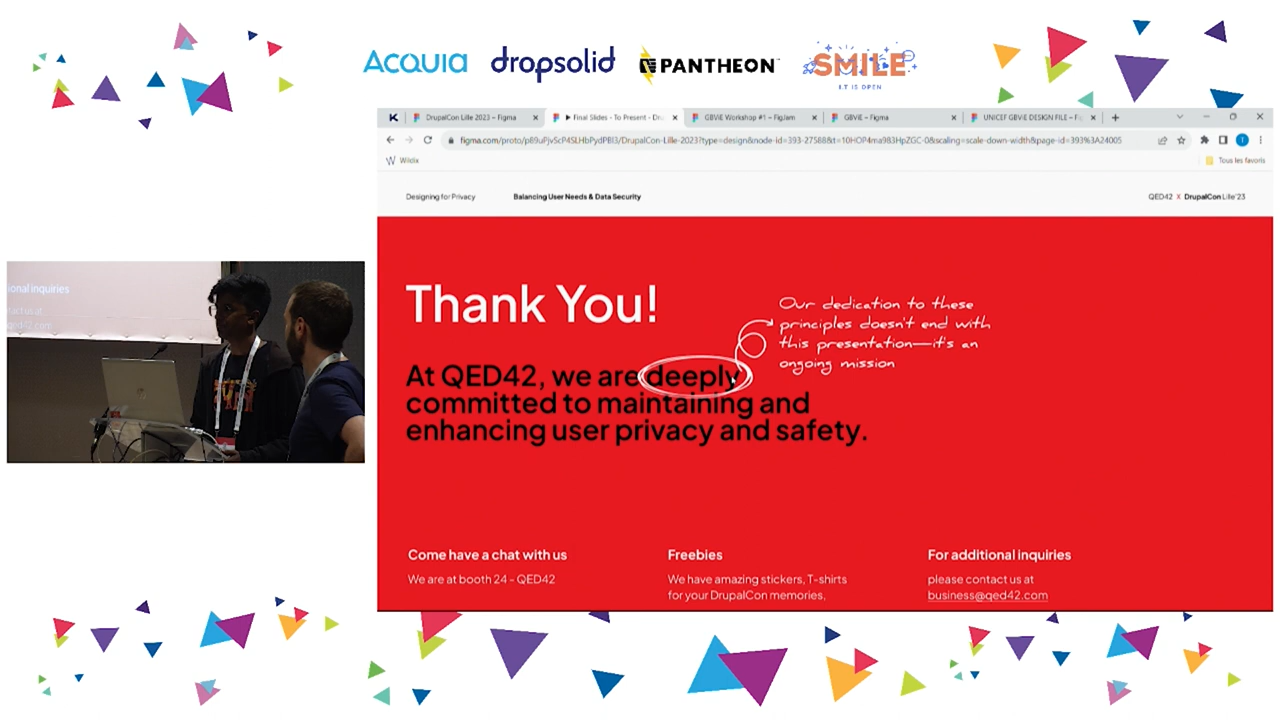 ACQUIA dropsolid PANTHEON SMILE
I.T IS OPEN
DrupalCon Lille 2023 – Figma
Final Slides - To Present - Dru
GBViE Workshop #1 – FigJam
GBViE – Figma
UNICEF GBViE DESIGN FILE – Fig
Wildix
Tous les favoris
Designing for Privacy
Balancing User Needs & Data Security
QED42 X DrupalCon Lille'23
Thank You!
Our dedication to these
principles doesn't end with
this presentation—it's an
ongoing mission
At QED42, we are deeply
committed to maintaining and
enhancing user privacy and safety.
ional inquiries
Come have a chat with us
We are at booth 24 - QED42
Freebies
We have amazing stickers, T-shirts
for your DrupalCon memories.
For additional inquiries
please contact us at
business@qed42.com